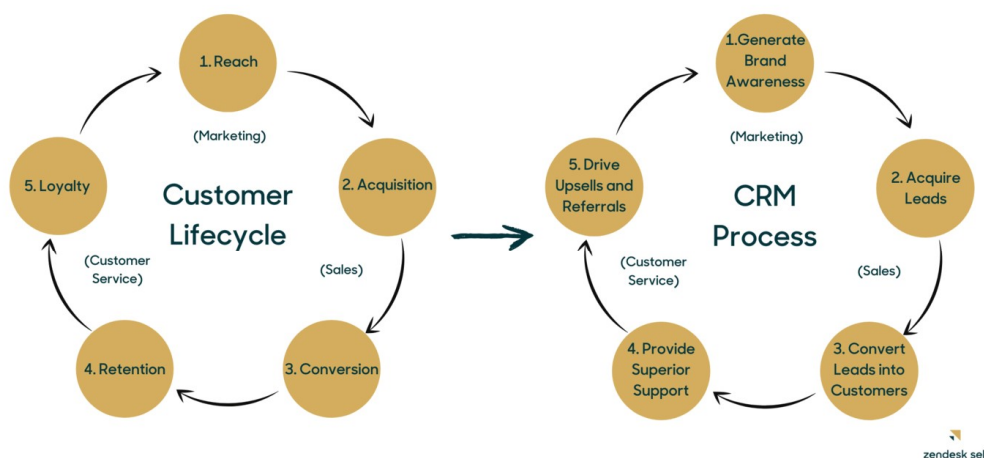 1. Reach
(Marketing)
2. Acquisition
5. Loyalty
Customer
Lifecycle
(Customer
Service)
(Sales)
4. Retention
3. Conversion
1.Generate
Brand
Awareness
(Marketing)
2. Acquire
Leads
5. Drive
Upsells and
Referrals
CRM
Process
(Customer
Service)
(Sales)
4. Provide
Superior
Support
3. Convert
Leads into
Customers
zendesk sel